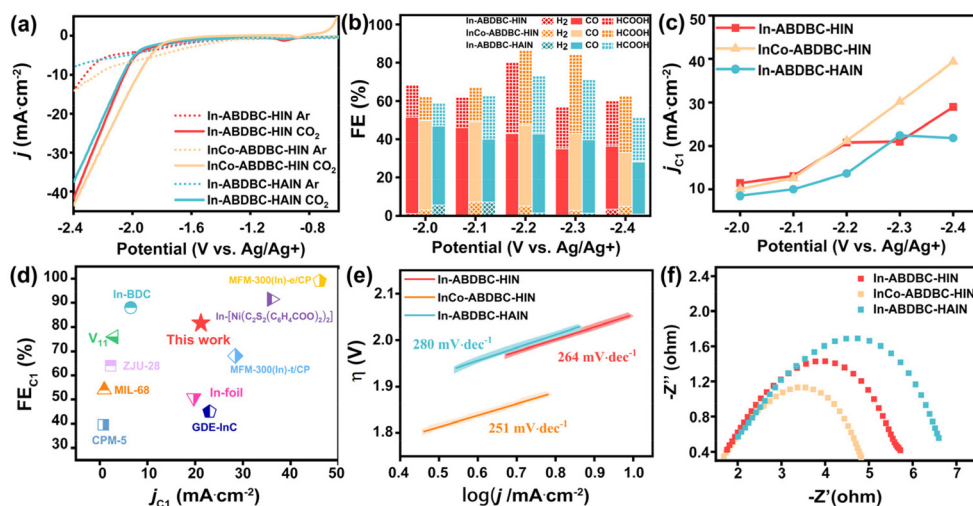 (a)
j (mA·cm⁻²)
0
-10
-20
-30
-40
In-ABDBC-HIN Ar
In-ABDBC-HIN CO₂
InCo-ABDBC-HIN Ar
InCo-ABDBC-HIN CO₂
In-ABDBC-HAIN Ar
In-ABDBC-HAIN CO₂
-2.4 -2.0 -1.6 -1.2 -0.8
Potential (V vs. Ag/Ag+)
(b)
In-ABDBC-HIN H₂ CO HCOOH
InCo-ABDBC-HIN H₂ CO HCOOH
In-ABDBC-HAIN H₂ CO HCOOH
FE (%)
100
80
60
40
20
0
-2.0 -2.1 -2.2 -2.3 -2.4
Potential (V vs. Ag/Ag+)
(c)
In-ABDBC-HIN
InCo-ABDBC-HIN
In-ABDBC-HAIN
j_C1 (mA·cm⁻²)
50
40
30
20
10
-2.0 -2.1 -2.2 -2.3 -2.4
Potential (V vs. Ag/Ag+)
(d)
FE_C1 (%)
100
90
80
70
60
50
40
30
MFM-300(In)-e/CP
In-BDC
In-[Ni(C₂S₂(C₆H₄COO)₂)₂]
V₁₁
This work
ZJU-28
MFM-300(In)-t/CP
MIL-68
In-foil
GDE-InC
CPM-5
0 10 20 30 40 50
j_C1 (mA·cm⁻²)
(e)
In-ABDBC-HIN
InCo-ABDBC-HIN
In-ABDBC-HAIN
η (V)
2.2
2.1
2.0
1.9
1.8
280 mV·dec⁻¹
264 mV·dec⁻¹
251 mV·dec⁻¹
0.4 0.5 0.6 0.7 0.8 0.9 1.0
log(j /mA·cm⁻²)
(f)
In-ABDBC-HIN
InCo-ABDBC-HIN
In-ABDBC-HAIN
-Z'' (ohm)
2.4
2.0
1.6
1.2
0.8
0.4
2 3 4 5 6 7
-Z'(ohm)